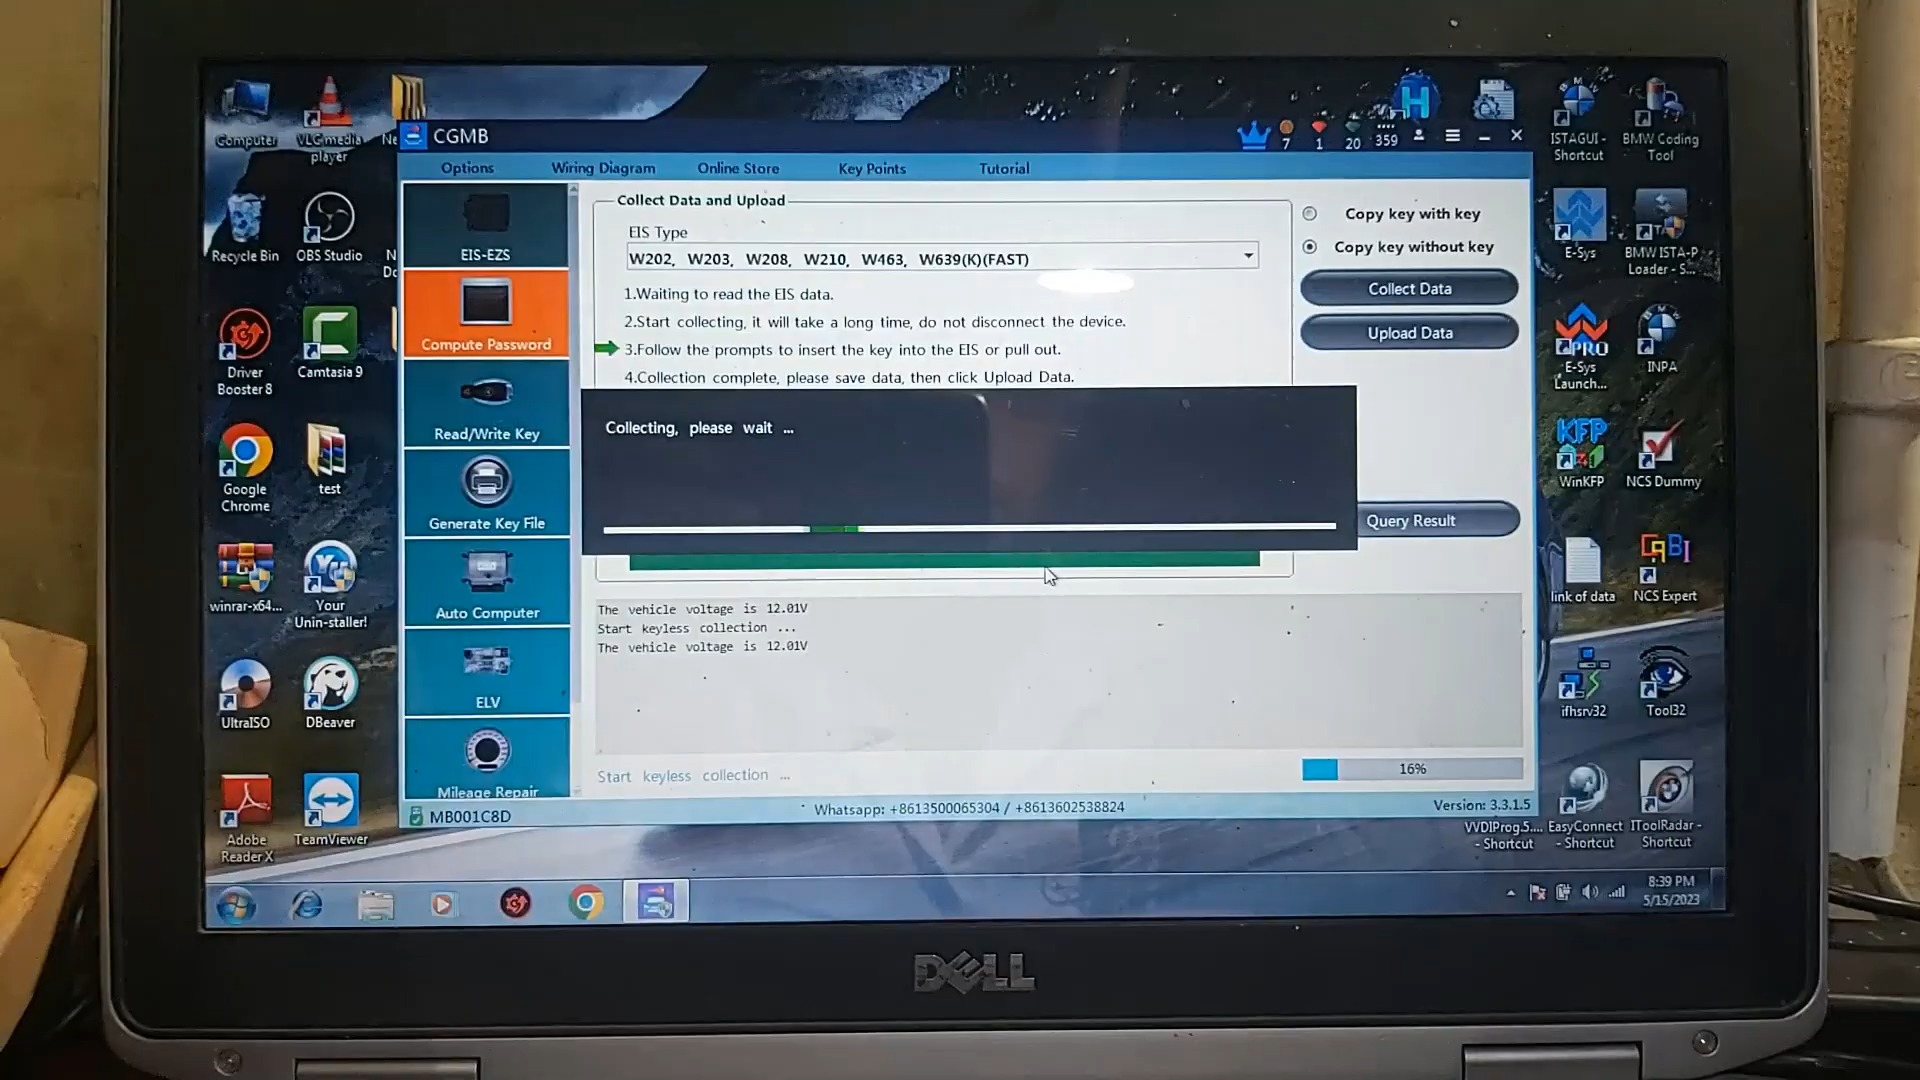 Computer
VLC media
player
Ne
CGMB
7
1
20
359
ISTAGUI -
Shortcut
BMW Coding
Tool
Options
Wiring Diagram
Online Store
Key Points
Tutorial
Recycle Bin
OBS Studio
EIS-EZS
Collect Data and Upload
EIS Type
W202, W203, W208, W210, W463, W639(K)(FAST)
Copy key with key
Copy key without key
Collect Data
Upload Data
1.Waiting to read the EIS data.
2.Start collecting, it will take a long time, do not disconnect the device.
3.Follow the prompts to insert the key into the EIS or pull out.
4.Collection complete, please save data, then click Upload Data.
Collecting, please wait ...
Query Result
E-Sys
BMW ISTA-P
Loader - S...
Compute Password
Read/Write Key
Generate Key File
Auto Computer
ELV
Mileage Repair
Driver
Booster 8
Camtasia 9
PRO
E-Sys
Launch...
INPA
Google
Chrome
test
KFP
WinKFP
NCS Dummy
winrar-x64...
Your
Unin-staller!
link of data
CABI
NCS Expert
The vehicle voltage is 12.01V
Start keyless collection ...
The vehicle voltage is 12.01V
UltraISO
DBeaver
ifhsrv32
Tool32
Start keyless collection ...
16%
MB001C8D
Whatsapp: +8613500065304 / +8613602538824
Version: 3.3.1.5
Adobe
Reader X
TeamViewer
VVDIProg.5....
- Shortcut
EasyConnect
- Shortcut
IToolRadar -
Shortcut
8:39 PM
5/15/2023
DELL